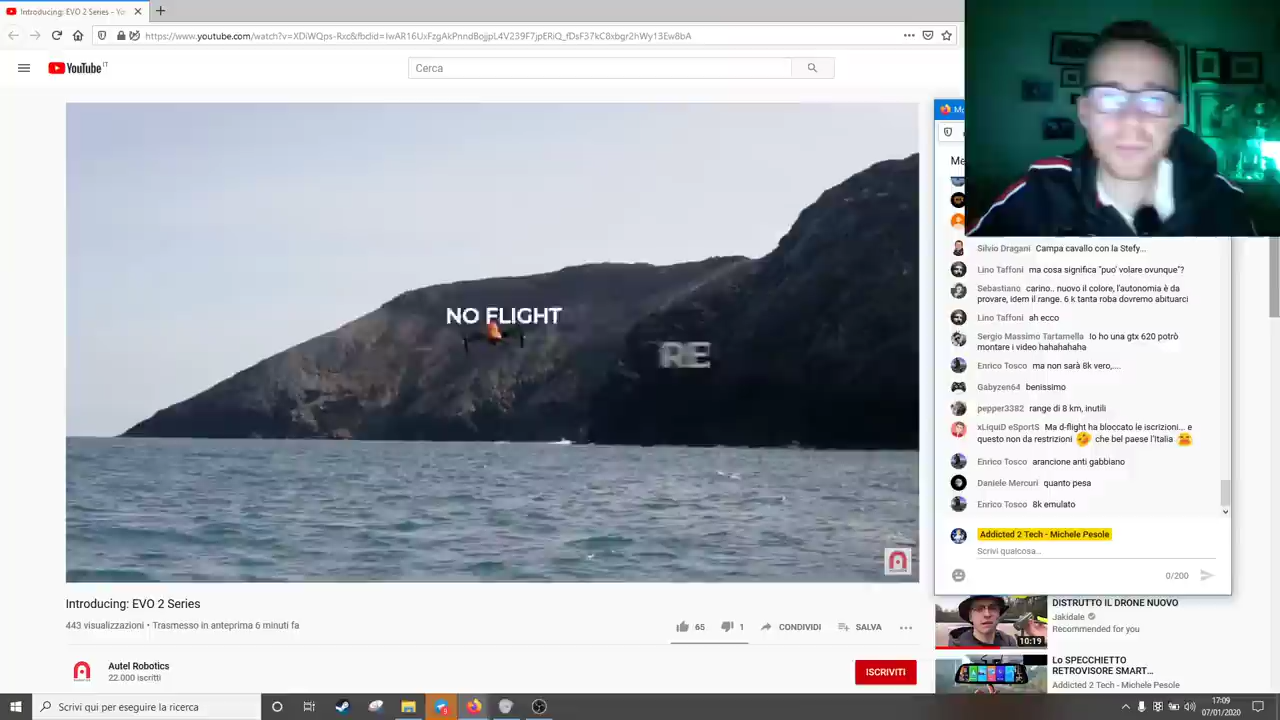 Introducing: EVO 2 Series - Yo
https://www.youtube.com/watch?v=XDiWQps-Rxc&fbclid=IwAR16UxFzgAkPnndBojjpL4V239F7jpERiQ_fDsF37kC8xbgr2hWy13Ew8bA
YouTube IT
Cerca
NO FLIGHT
RE
Silvio Dragani Campa cavallo con la Stefy...
Lino Taffoni ma cosa significa "puo' volare ovunque"?
Sebastiano carino.. nuovo il colore, l'autonomia è da
provare, idem il range. 6 k tanta roba dovremo abituarci
Lino Taffoni ah ecco
Sergio Massimo Tartamella Io ho una gtx 620 potrò
montare i video hahahahaha
Enrico Tosco ma non sarà 8k vero,....
Gabyzen64 benissimo
pepper3382 range di 8 km, inutili
xLiquiD eSportS Ma d-flight ha bloccato le iscrizioni... e
questo non da restrizioni 🤣 che bel paese l'Italia 😆
Enrico Tosco arancione anti gabbiano
Daniele Mercuri quanto pesa
Enrico Tosco 8k emulato
Addicted 2 Tech - Michele Pesole
Scrivi qualcosa...
0/200
Introducing: EVO 2 Series
443 visualizzazioni • Trasmesso in anteprima 6 minuti fa
65
1
CONDIVIDI
SALVA
Autel Robotics
22.000 iscritti
ISCRIVITI
DISTRUTTO IL DRONE NUOVO
Jakidale
Recommended for you
10:19
Lo SPECCHIETTO
RETROVISORE SMART...
Addicted 2 Tech - Michele Pesole
Scrivi qui per eseguire la ricerca
17:09
07/01/2020